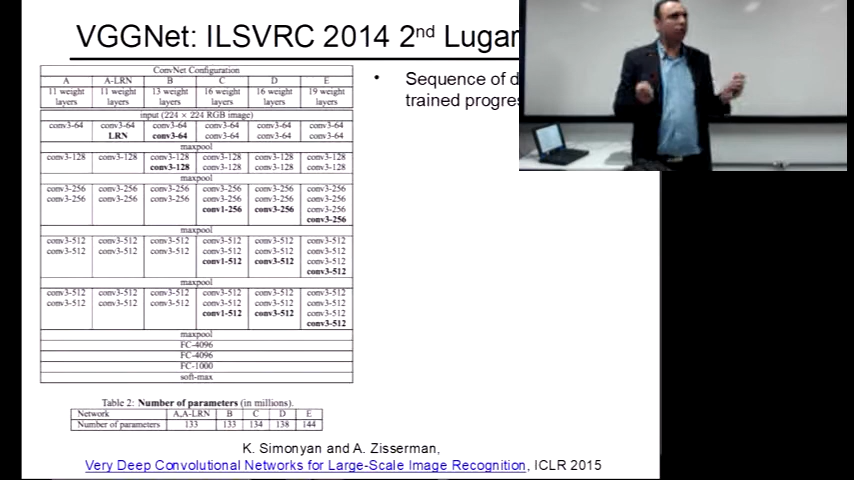 VGGNet: ILSVRC 2014 2nd Lugar
ConvNet Configuration
A A-LRN B C D E
11 weight layers 11 weight layers 13 weight layers 16 weight layers 16 weight layers 19 weight layers
input (224 × 224 RGB image)
conv3-64 conv3-64 conv3-64 conv3-64 conv3-64 conv3-64
LRN conv3-64 conv3-64 conv3-64 conv3-64
maxpool
conv3-128 conv3-128 conv3-128 conv3-128 conv3-128 conv3-128
conv3-128 conv3-128 conv3-128 conv3-128
maxpool
conv3-256 conv3-256 conv3-256 conv3-256 conv3-256 conv3-256
conv3-256 conv3-256 conv3-256 conv3-256 conv3-256 conv3-256
conv1-256 conv3-256 conv3-256
conv3-256
maxpool
conv3-512 conv3-512 conv3-512 conv3-512 conv3-512 conv3-512
conv3-512 conv3-512 conv3-512 conv3-512 conv3-512 conv3-512
conv1-512 conv3-512 conv3-512
conv3-512
maxpool
conv3-512 conv3-512 conv3-512 conv3-512 conv3-512 conv3-512
conv3-512 conv3-512 conv3-512 conv3-512 conv3-512 conv3-512
conv1-512 conv3-512 conv3-512
conv3-512
maxpool
FC-4096
FC-4096
FC-1000
soft-max
Table 2: Number of parameters (in millions).
Network A,A-LRN B C D E
Number of parameters 133 133 134 138 144
• Sequence of d
trained progres
K. Simonyan and A. Zisserman,
Very Deep Convolutional Networks for Large-Scale Image Recognition, ICLR 2015